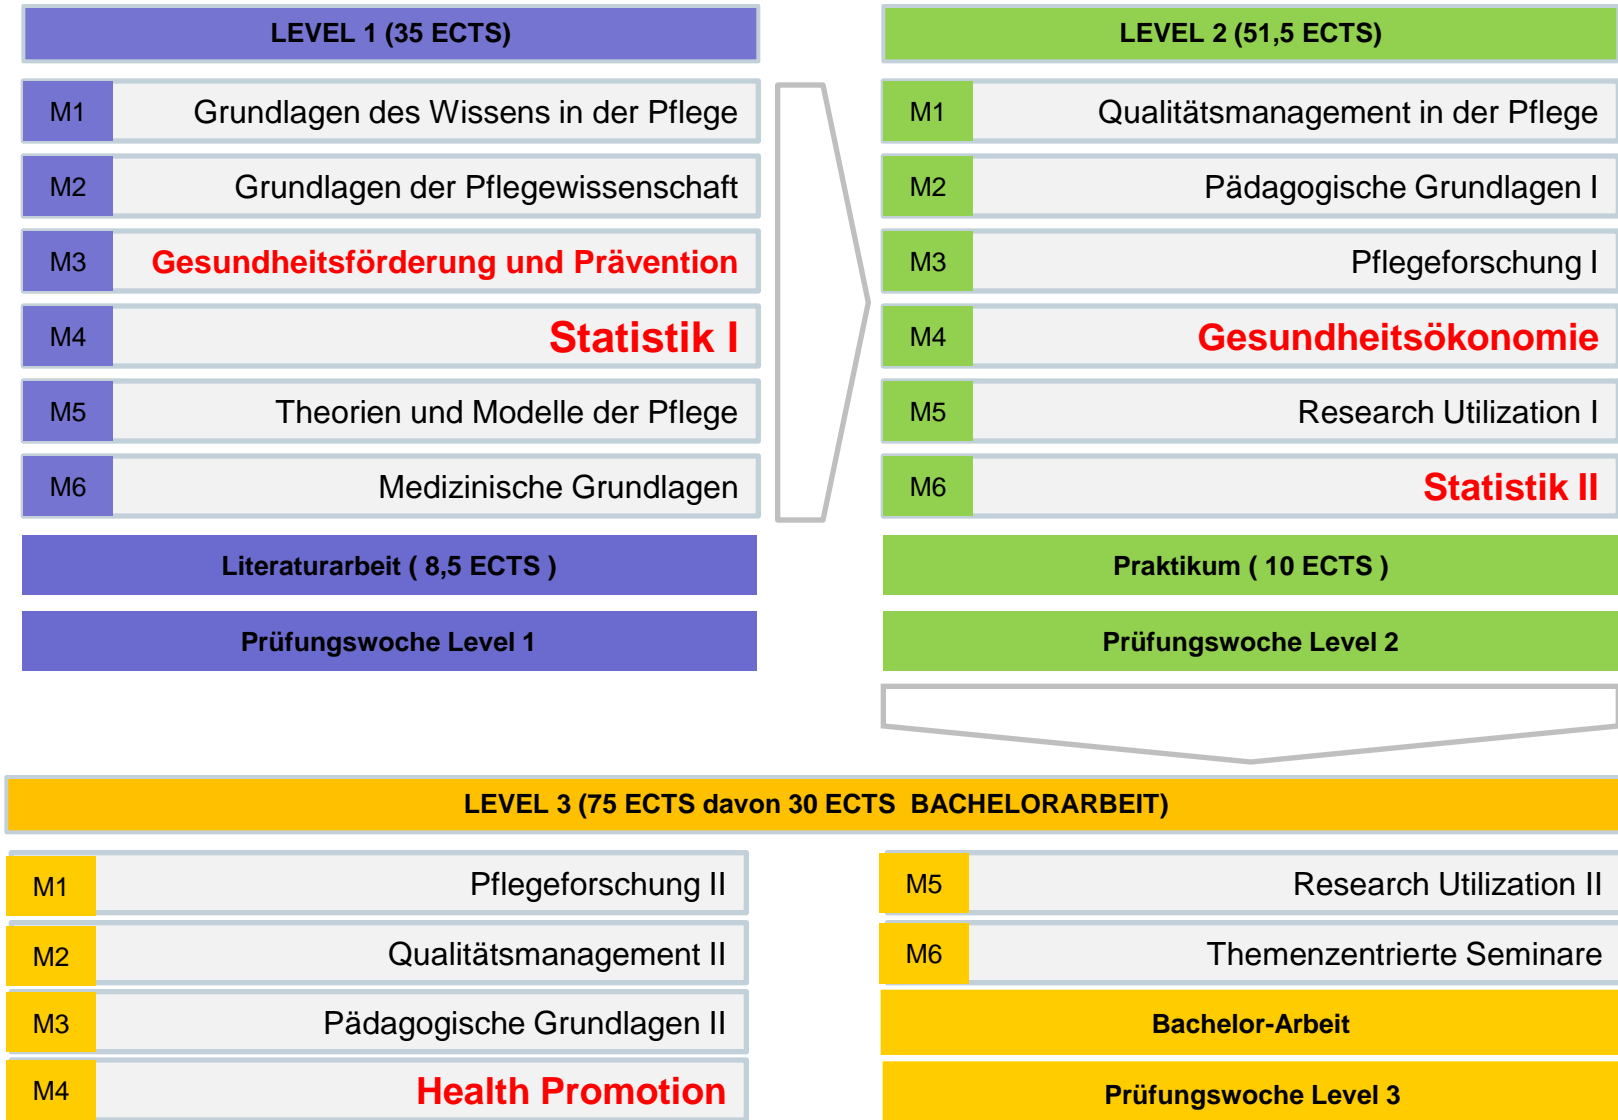 LEVEL 1 (35 ECTS)
M1 Grundlagen des Wissens in der Pflege
M2 Grundlagen der Pflegewissenschaft
M3 Gesundheitsförderung und Prävention
M4 Statistik I
M5 Theorien und Modelle der Pflege
M6 Medizinische Grundlagen
Literaturarbeit ( 8,5 ECTS )
Prüfungswoche Level 1
LEVEL 2 (51,5 ECTS)
M1 Qualitätsmanagement in der Pflege
M2 Pädagogische Grundlagen I
M3 Pflegeforschung I
M4 Gesundheitsökonomie
M5 Research Utilization I
M6 Statistik II
Praktikum ( 10 ECTS )
Prüfungswoche Level 2
LEVEL 3 (75 ECTS davon 30 ECTS BACHELORARBEIT)
M1 Pflegeforschung II
M2 Qualitätsmanagement II
M3 Pädagogische Grundlagen II
M4 Health Promotion
M5 Research Utilization II
M6 Themenzentrierte Seminare
Bachelor-Arbeit
Prüfungswoche Level 3